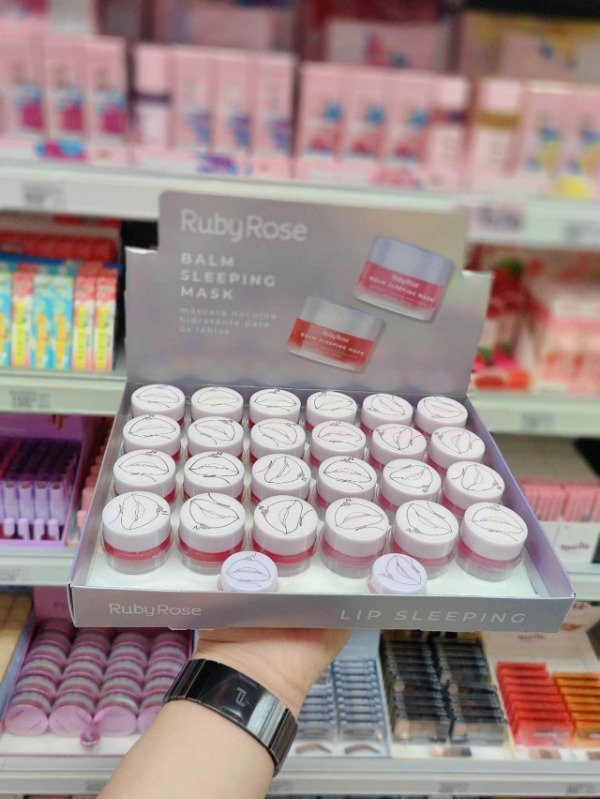 RubyRose
BALM
SLEEPING
MASK
máscara noturna
hidratante para
os lábios
RubyRose
BALM SLEEPING MASK
RubyRose
BALM SLEEPING MASK
RubyRose
LIP SLEEPING